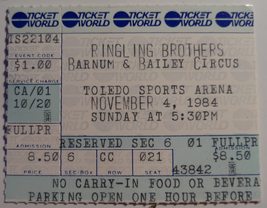 TICKET WORLD TICKET WORLD TICKET WORLD TICKET WORLD
IS22104 RINGLING BROTHERS
EVENT CODE
$1.00 BARNUM & BAILEY CIRCUS
SERVICE CHARGE
CA/01 TOLEDO SPORTS ARENA
10/20 NOVEMBER 4, 1984
SUNDAY AT 5:30PM
FULLPR RESERVED SEC 6 01 FULLPR
ADMISSION ADMISSION
8.50 6 CC 021 $8.50
43842
PRICE SEC-BOX ROW SEAT
NO CARRY-IN FOOD OR BEVERA
PARKING OPEN ONE HOUR BEFORE